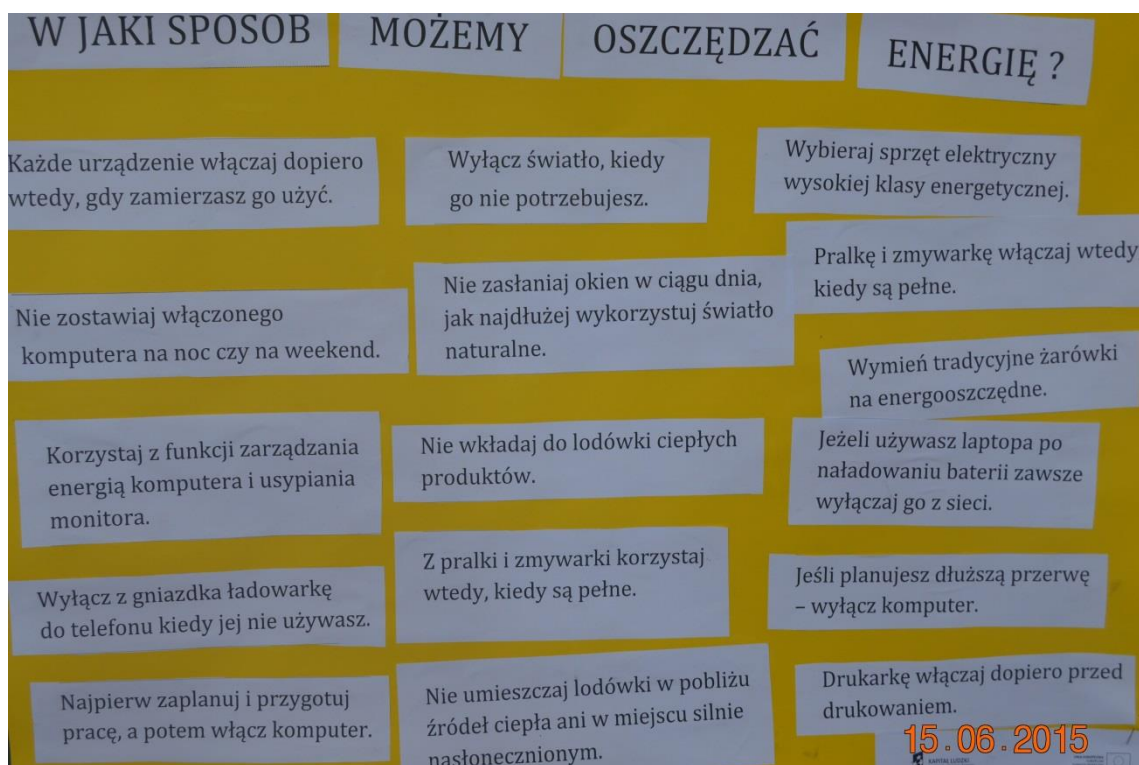 W JAKI SPOSÓB MOŻEMY OSZCZĘDZAĆ ENERGIĘ ?
Każde urządzenie włączaj dopiero
wtedy, gdy zamierzasz go użyć.
Wyłącz światło, kiedy
go nie potrzebujesz.
Wybieraj sprzęt elektryczny
wysokiej klasy energetycznej.
Pralkę i zmywarkę włączaj wtedy
kiedy są pełne.
Nie zostawiaj włączonego
komputera na noc czy na weekend.
Nie zasłaniaj okien w ciągu dnia,
jak najdłużej wykorzystuj światło
naturalne.
Wymień tradycyjne żarówki
na energooszczędne.
Korzystaj z funkcji zarządzania
energią komputera i usypiania
monitora.
Nie wkładaj do lodówki ciepłych
produktów.
Jeżeli używasz laptopa po
naładowaniu baterii zawsze
wyłączaj go z sieci.
Wyłącz z gniazdka ładowarkę
do telefonu kiedy jej nie używasz.
Z pralki i zmywarki korzystaj
wtedy, kiedy są pełne.
Jeśli planujesz dłuższą przerwę
– wyłącz komputer.
Najpierw zaplanuj i przygotuj
pracę, a potem włącz komputer.
Nie umieszczaj lodówki w pobliżu
źródeł ciepła ani w miejscu silnie
nasłonecznionym.
Drukarkę włączaj dopiero przed
drukowaniem.
15.06.2015
KAPITAŁ LUDZKI